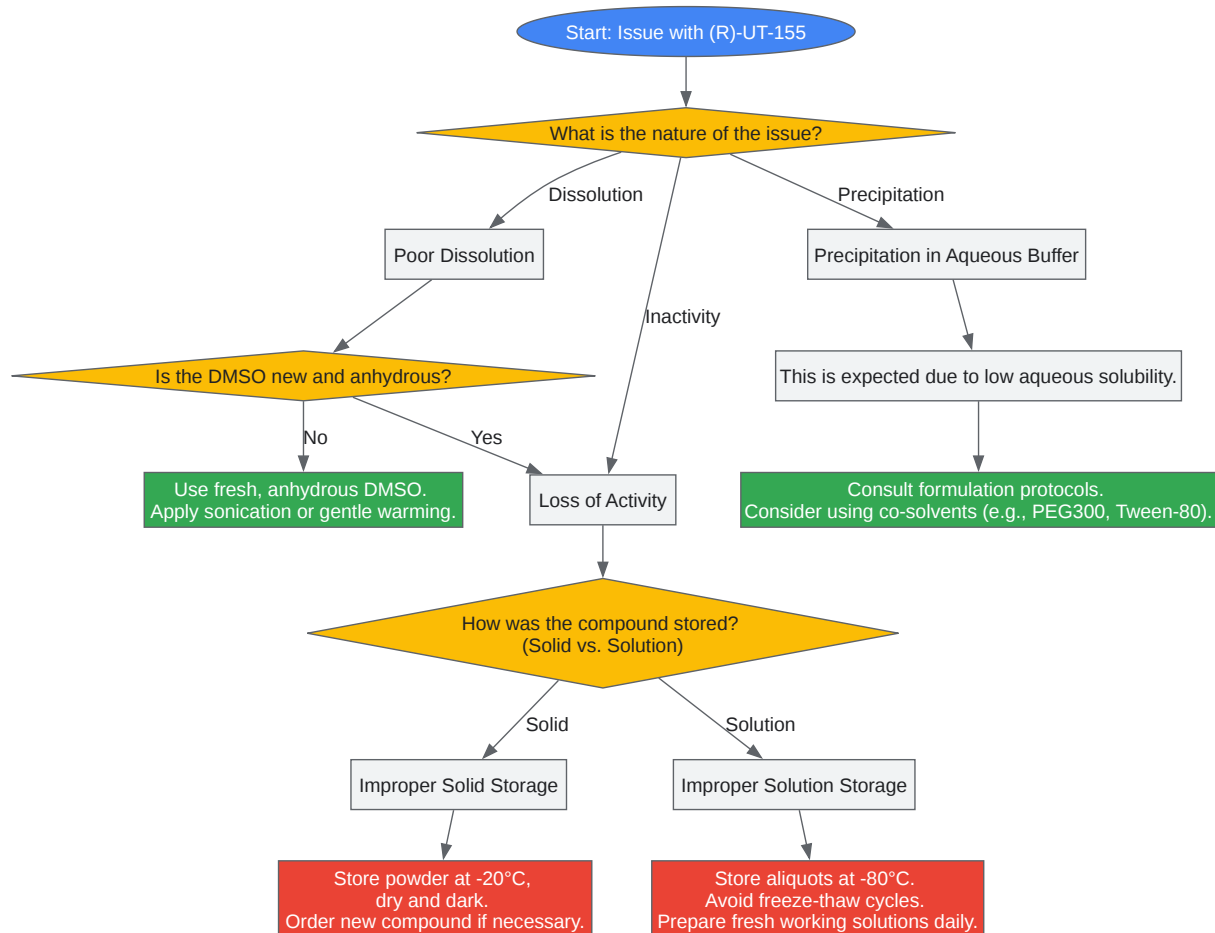 Start: Issue with (R)-UT-155
What is the nature of the issue?
Dissolution
Precipitation
Poor Dissolution
Precipitation in Aqueous Buffer
Inactivity
Is the DMSO new and anhydrous?
This is expected due to low aqueous solubility.
No
Yes
Use fresh, anhydrous DMSO.
Apply sonication or gentle warming.
Loss of Activity
Consult formulation protocols.
Consider using co-solvents (e.g., PEG300, Tween-80).
How was the compound stored?
(Solid vs. Solution)
Solid
Solution
Improper Solid Storage
Improper Solution Storage
Store powder at -20°C,
dry and dark.
Order new compound if necessary.
Store aliquots at -80°C.
Avoid freeze-thaw cycles.
Prepare fresh working solutions daily.